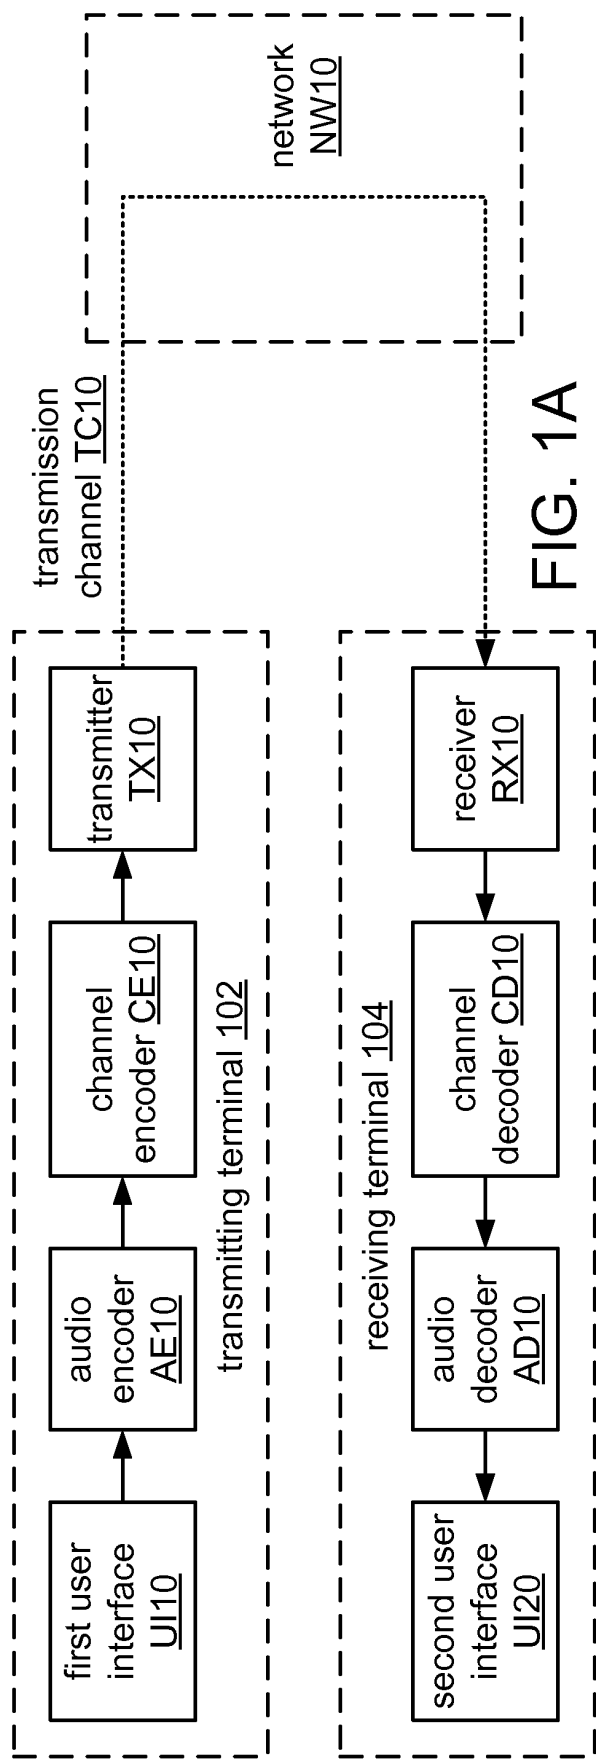 first user
interface
UI10
audio
encoder
AE10
channel
encoder CE10
transmitter
TX10
transmitting terminal 102
transmission
channel TC10
network
NW10
receiving terminal 104
second user
interface
UI20
audio
decoder
AD10
channel
decoder CD10
receiver
RX10
FIG. 1A